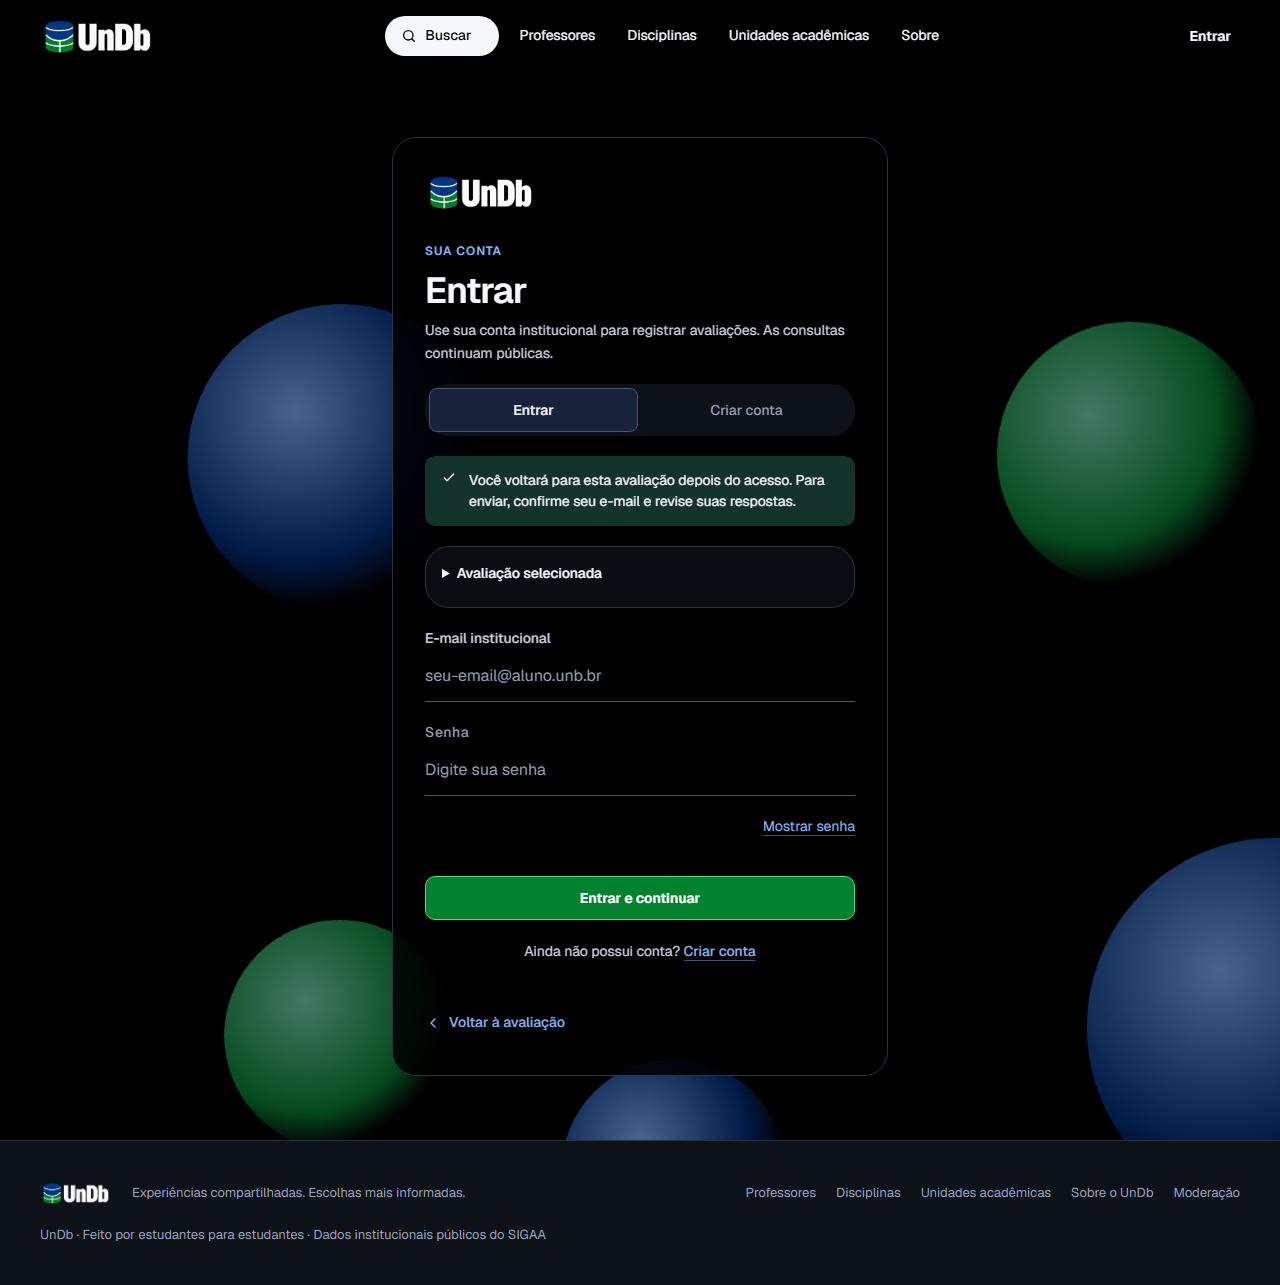 UnDb
Buscar
Professores
Disciplinas
Unidades acadêmicas
Sobre
Entrar
UnDb
SUA CONTA
Entrar
Use sua conta institucional para registrar avaliações. As consultas
continuam públicas.
Entrar
Criar conta
Você voltará para esta avaliação depois do acesso. Para
enviar, confirme seu e-mail e revise suas respostas.
Avaliação selecionada
E-mail institucional
seu-email@aluno.unb.br
Senha
Digite sua senha
Mostrar senha
Entrar e continuar
Ainda não possui conta? Criar conta
Voltar à avaliação
UnDb
Experiências compartilhadas. Escolhas mais informadas.
Professores
Disciplinas
Unidades acadêmicas
Sobre o UnDb
Moderação
UnDb · Feito por estudantes para estudantes · Dados institucionais públicos do SIGAA